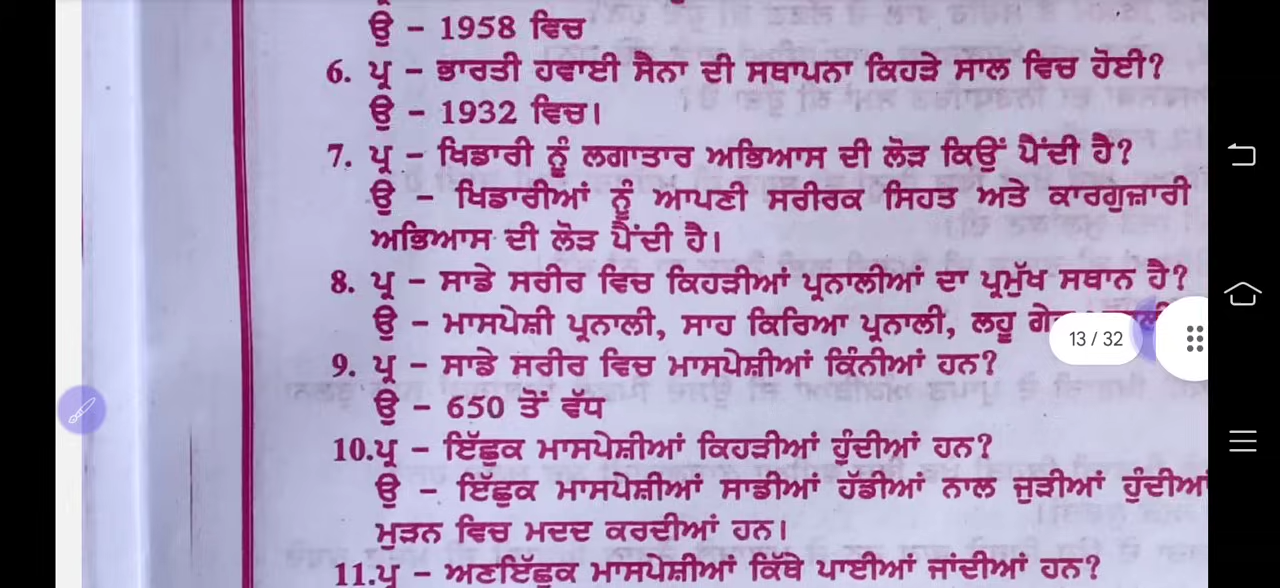 ਉ - 1958 ਵਿਚ
6. ਪ੍ਰ - ਭਾਰਤੀ ਹਵਾਈ ਸੈਨਾ ਦੀ ਸਥਾਪਨਾ ਕਿਹੜੇ ਸਾਲ ਵਿਚ ਹੋਈ?
ਉ - 1932 ਵਿਚ।
7. ਪ੍ਰ - ਖਿਡਾਰੀ ਨੂੰ ਲਗਾਤਾਰ ਅਭਿਆਸ ਦੀ ਲੋੜ ਕਿਉਂ ਪੈਂਦੀ ਹੈ?
ਉ - ਖਿਡਾਰੀਆਂ ਨੂੰ ਆਪਣੀ ਸਰੀਰਕ ਸਿਹਤ ਅਤੇ ਕਾਰਗੁਜ਼ਾਰੀ
ਅਭਿਆਸ ਦੀ ਲੋੜ ਪੈਂਦੀ ਹੈ।
8. ਪ੍ਰ - ਸਾਡੇ ਸਰੀਰ ਵਿਚ ਕਿਹੜੀਆਂ ਪ੍ਰਨਾਲੀਆਂ ਦਾ ਪ੍ਰਮੁੱਖ ਸਥਾਨ ਹੈ?
ਉ - ਮਾਸਪੇਸ਼ੀ ਪ੍ਰਨਾਲੀ, ਸਾਹ ਕਿਰਿਆ ਪ੍ਰਨਾਲੀ, ਲਹੂ
13 / 32
9. ਪ੍ਰ - ਸਾਡੇ ਸਰੀਰ ਵਿਚ ਮਾਸਪੇਸ਼ੀਆਂ ਕਿੰਨੀਆਂ ਹਨ?
ਉ - 650 ਤੋਂ ਵੱਧ
10.ਪ੍ਰ - ਇੱਛੁਕ ਮਾਸਪੇਸ਼ੀਆਂ ਕਿਹੜੀਆਂ ਹੁੰਦੀਆਂ ਹਨ?
ਉ - ਇੱਛੁਕ ਮਾਸਪੇਸ਼ੀਆਂ ਸਾਡੀਆਂ ਹੱਡੀਆਂ ਨਾਲ ਜੁੜੀਆਂ ਹੁੰਦੀਆਂ
ਮੁੜਨ ਵਿਚ ਮਦਦ ਕਰਦੀਆਂ ਹਨ।
11.ਪ੍ਰ - ਅਣਇੱਛੁਕ ਮਾਸਪੇਸ਼ੀਆਂ ਕਿੱਥੇ ਪਾਈਆਂ ਜਾਂਦੀਆਂ ਹਨ?